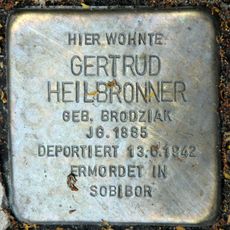 HIER WOHNTE
GERTRUD
HEILBRONNER
GEB. BRODZIAK
JG. 1885
DEPORTIERT 13.6.1942
ERMORDET IN
SOBIBOR